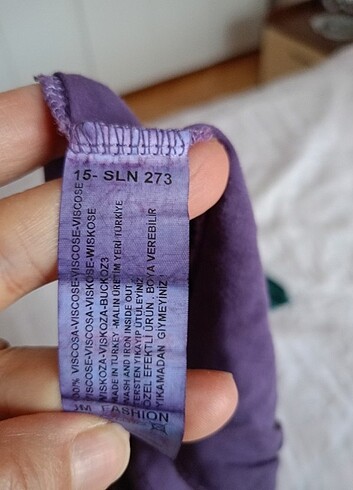 15- SLN 273
100% VISCOSA-VISCOSE-VISCOSE-VISCOSE
VISCOSE-VISCOSA-VISKOSE-WISKOSE
WISKOZA-VISKOZA-BUCKOZ3
MADE IN TURKEY -MALIN ÜRETİM YERİ TÜRKİYE
WASH AND IRON INSIDE OUT
TERSTEN YIKAYIP ÜTÜLEYİNİZ
ÖZEL EFEKTLİ ÜRÜN, BOYA VEREBİLİR
YIKAMADAN GİYMEYİNİZ!
FASHION